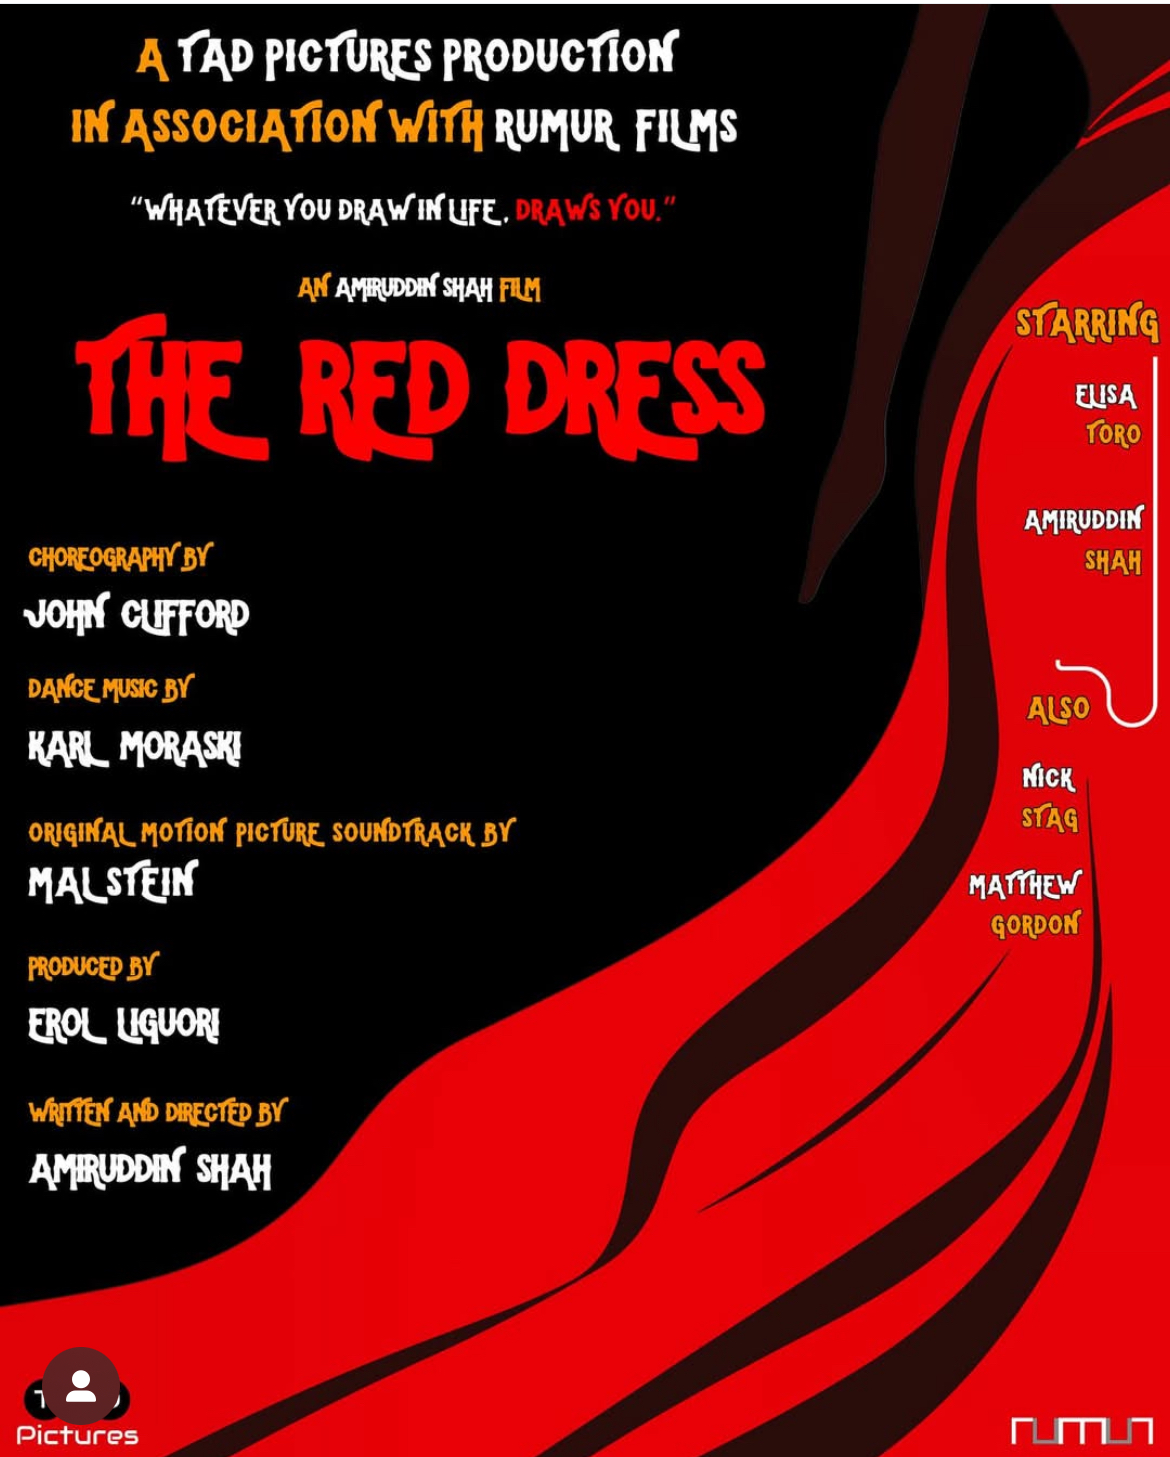 A TAD PICTURES PRODUCTION
IN ASSOCIATION WITH RUMUR FILMS
"WHATEVER YOU DRAW IN LIFE, DRAWS YOU."
AN AMIRUDDIN SHAH FILM
THE RED DRESS
STARRING
ELISA
TORO
AMIRUDDIN
SHAH
ALSO
NICK
STAG
MATTHEW
GORDON
CHOREOGRAPHY BY
JOHN CLIFFORD
DANCE MUSIC BY
KARL MORASKI
ORIGINAL MOTION PICTURE SOUNDTRACK BY
MALSTEIN
PRODUCED BY
EROL LIGUORI
WRITTEN AND DIRECTED BY
AMIRUDDIN SHAH
Pictures
rumur